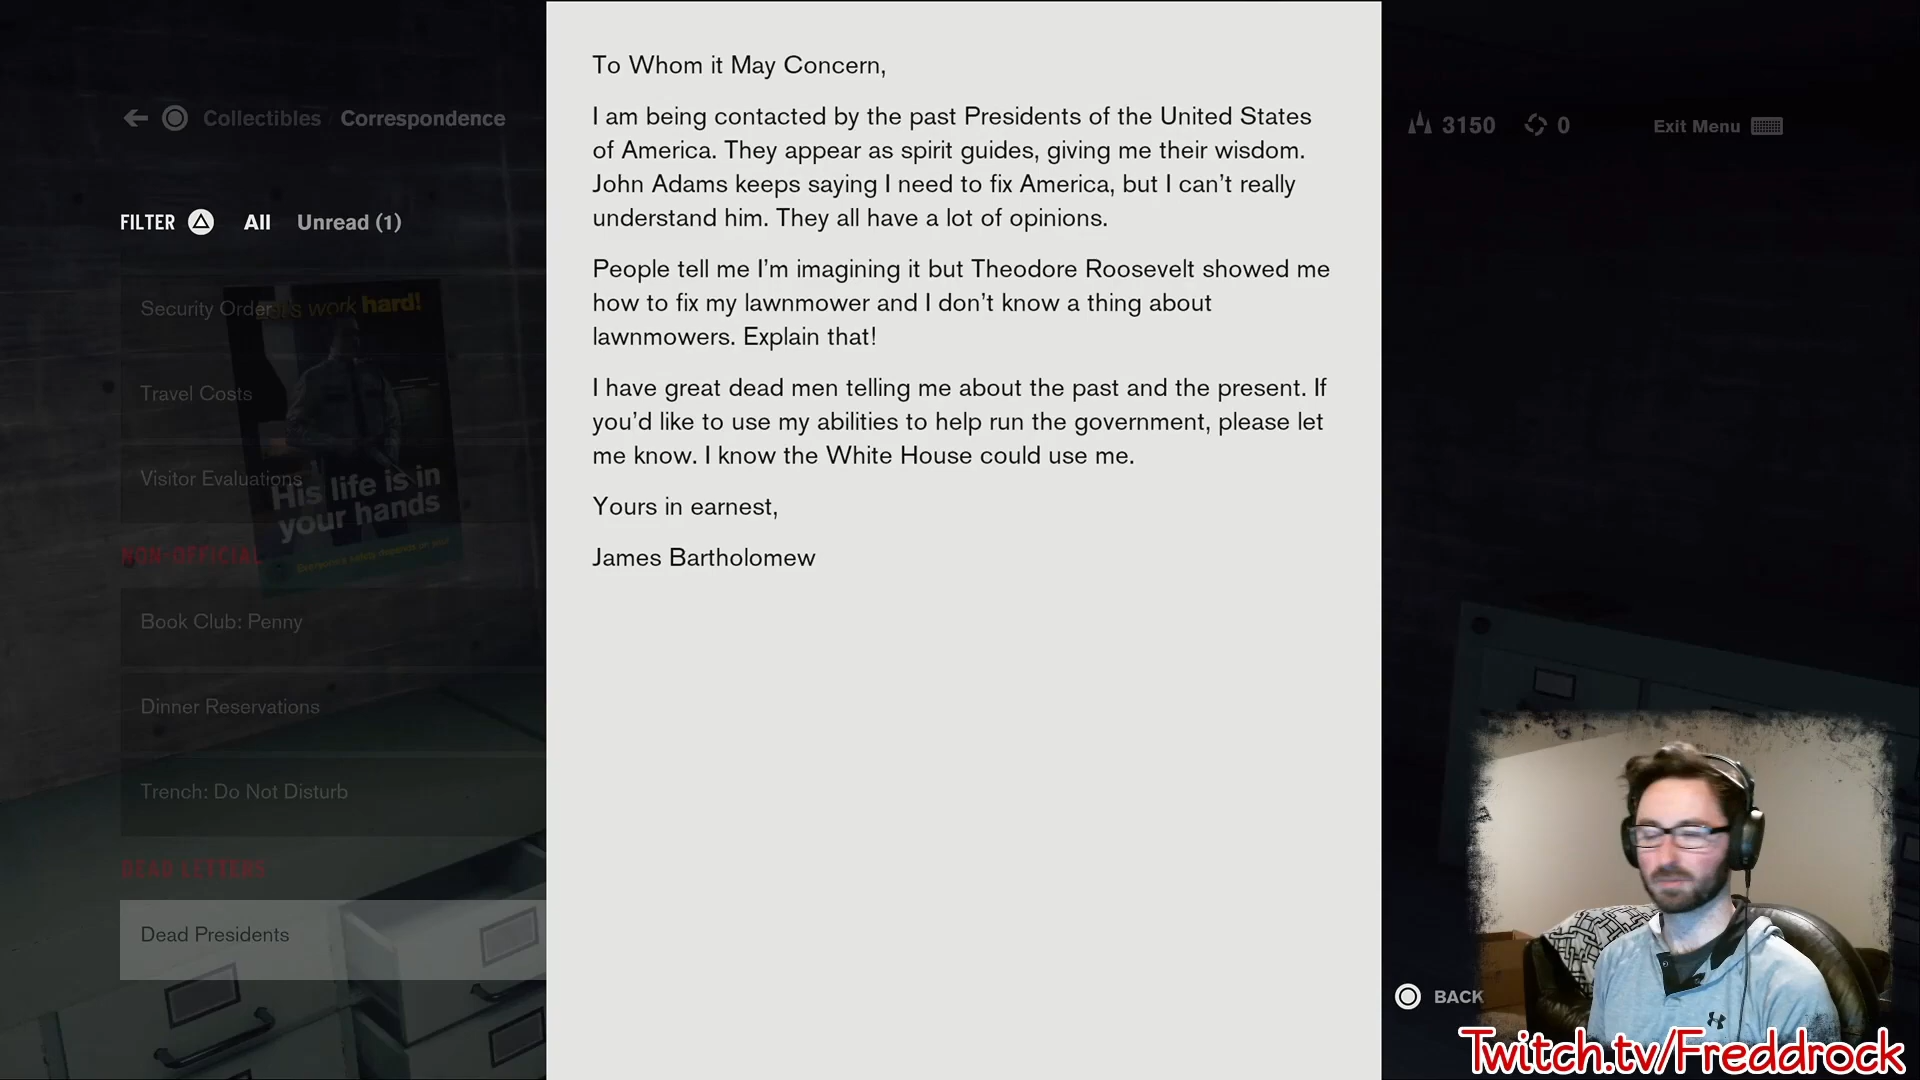 Collectibles / Correspondence
3150
0
Exit Menu
FILTER All Unread (1)
Security Order
Travel Costs
Visitor Evaluations
NON-OFFICIAL
Book Club: Penny
Dinner Reservations
Trench: Do Not Disturb
DEAD LETTERS
Dead Presidents
work hard!
His life is in
your hands
To Whom it May Concern,
I am being contacted by the past Presidents of the United States
of America. They appear as spirit guides, giving me their wisdom.
John Adams keeps saying I need to fix America, but I can’t really
understand him. They all have a lot of opinions.
People tell me I’m imagining it but Theodore Roosevelt showed me
how to fix my lawnmower and I don’t know a thing about
lawnmowers. Explain that!
I have great dead men telling me about the past and the present. If
you’d like to use my abilities to help run the government, please let
me know. I know the White House could use me.
Yours in earnest,
James Bartholomew
BACK
Twitch.tv/Freddrock